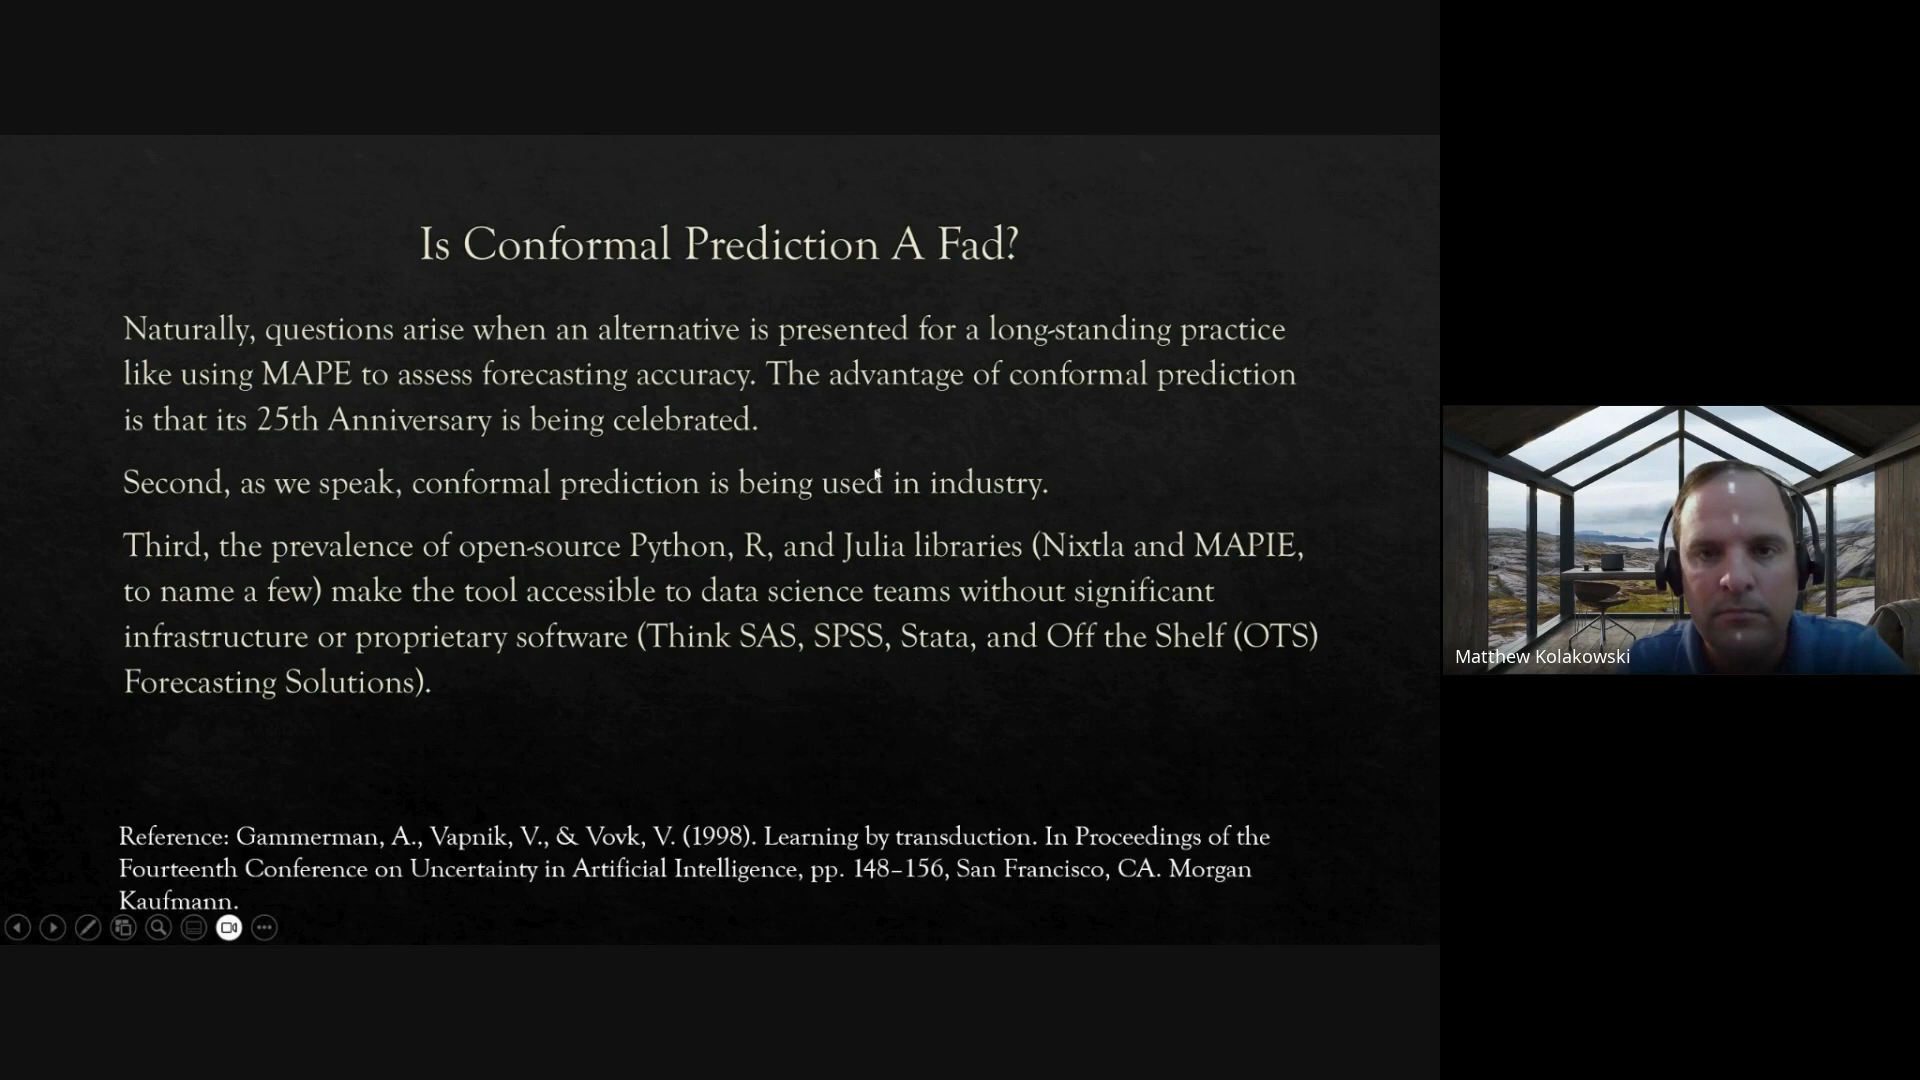 Is Conformal Prediction A Fad?
Naturally, questions arise when an alternative is presented for a long-standing practice
like using MAPE to assess forecasting accuracy. The advantage of conformal prediction
is that its 25th Anniversary is being celebrated.
Second, as we speak, conformal prediction is being used in industry.
Third, the prevalence of open-source Python, R, and Julia libraries (Nixtla and MAPIE,
to name a few) make the tool accessible to data science teams without significant
infrastructure or proprietary software (Think SAS, SPSS, Stata, and Off the Shelf (OTS)
Forecasting Solutions).
Reference: Gammerman, A., Vapnik, V., & Vovk, V. (1998). Learning by transduction. In Proceedings of the
Fourteenth Conference on Uncertainty in Artificial Intelligence, pp. 148–156, San Francisco, CA. Morgan
Kaufmann.
Matthew Kolakowski